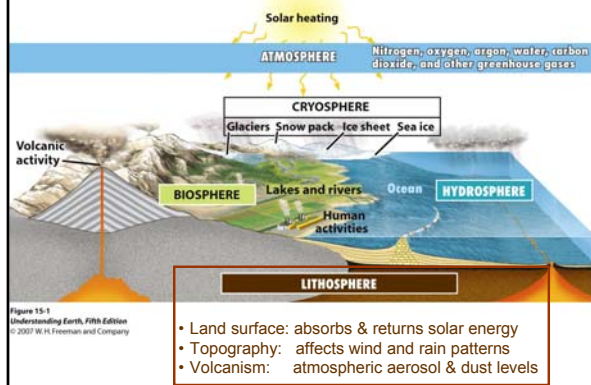 Solar heating
ATMOSPHERE
Nitrogen, oxygen, argon, water, carbon
dioxide, and other greenhouse gases
CRYOSPHERE
Glaciers Snow pack Ice sheet Sea ice
Volcanic
activity
BIOSPHERE
Lakes and rivers
Ocean
HYDROSPHERE
Human
activities
LITHOSPHERE
Figure 15-1
Understanding Earth, Fifth Edition
© 2007 W. H. Freeman and Company
• Land surface: absorbs & returns solar energy
• Topography: affects wind and rain patterns
• Volcanism: atmospheric aerosol & dust levels